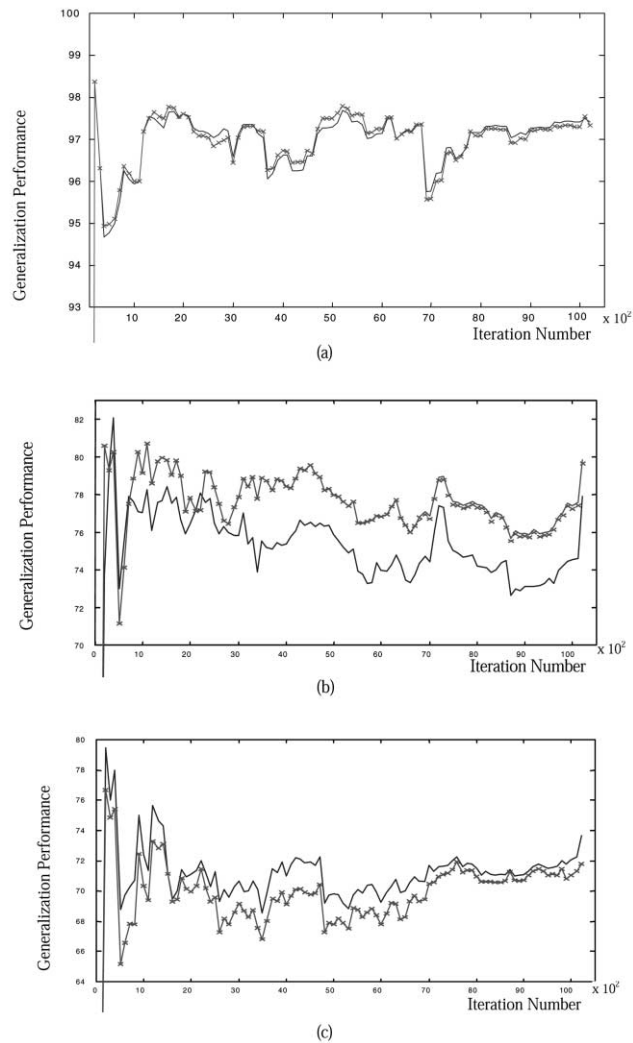 Generalization Performance
100
99
98
97
96
95
94
93
10 20 30 40 50 60 70 80 90 100
x 10²
Iteration Number
(a)
Generalization Performance
82
80
78
76
74
72
70
0 10 20 30 40 50 60 70 80 90 100
x 10²
Iteration Number
(b)
Generalization Performance
80
78
76
74
72
70
68
66
64
0 10 20 30 40 50 60 70 80 90 100
x 10²
Iteration Number
(c)